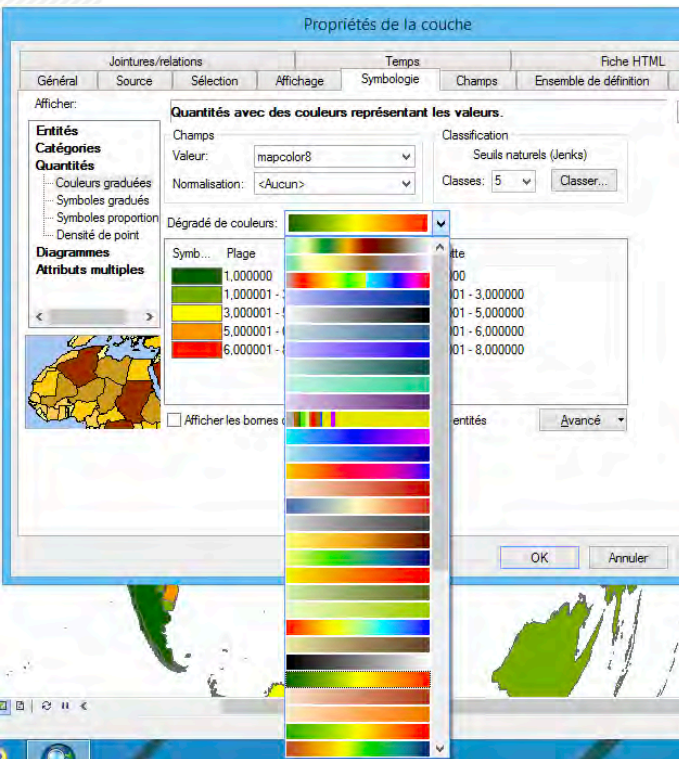 Propriétés de la couche
Jointures/relations Temps Fiche HTML
Général Source Sélection Affichage Symbologie Champs Ensemble de définition
Afficher:
Entités
Catégories
Quantités
Couleurs graduées
Symboles gradués
Symboles proportion
Densité de point
Diagrammes
Attributs multiples
Quantités avec des couleurs représentant les valeurs.
Champs
Valeur: mapcolor8
Normalisation: <Aucun>
Classification
Seuils naturels (Jenks)
Classes: 5 Classer...
Dégradé de couleurs:
Symb... Plage tte
1,000000 00
1,000001 - 001 - 3,000000
3,000001 - 001 - 5,000000
5,000001 - 001 - 6,000000
6,000001 - 001 - 8,000000
Afficher les bornes entités Avancé
OK Annuler